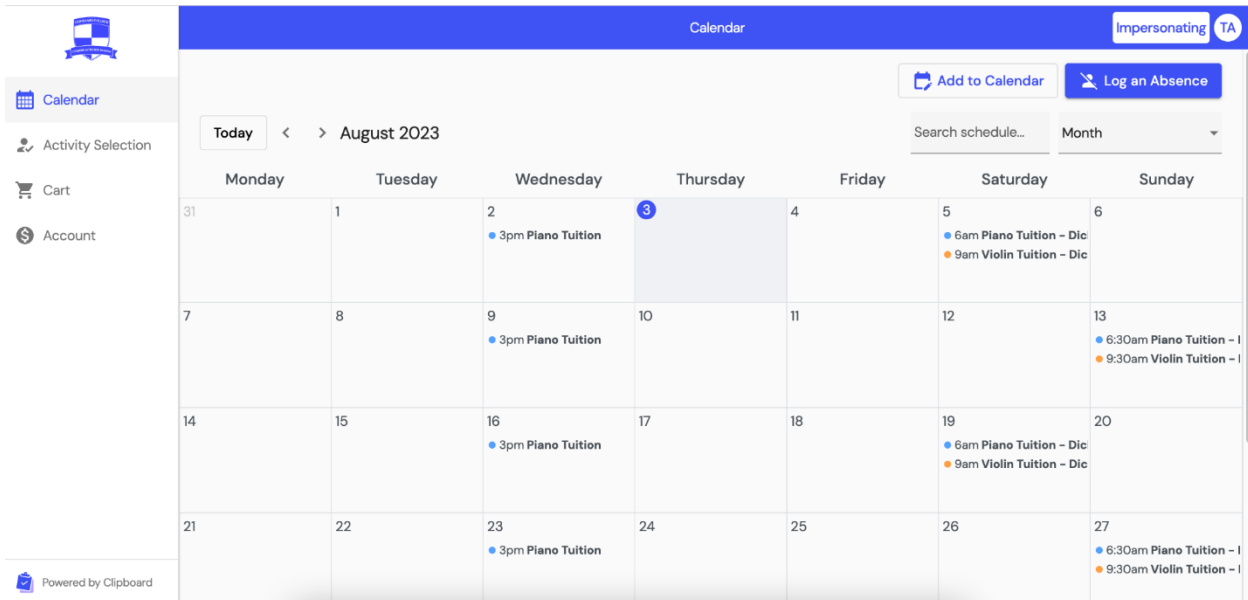 Calendar
Impersonating TA
Calendar
Activity Selection
Cart
Account
Add to Calendar
Log an Absence
Today < > August 2023
Search schedule...
Month
Monday Tuesday Wednesday Thursday Friday Saturday Sunday
31 1 2 3 4 5 6
3pm Piano Tuition
6am Piano Tuition - Dic
9am Violin Tuition - Dic
7 8 9 10 11 12 13
3pm Piano Tuition
6:30am Piano Tuition -
9:30am Violin Tuition -
14 15 16 17 18 19 20
3pm Piano Tuition
6am Piano Tuition - Dic
9am Violin Tuition - Dic
21 22 23 24 25 26 27
3pm Piano Tuition
6:30am Piano Tuition -
9:30am Violin Tuition -
Powered by Clipboard